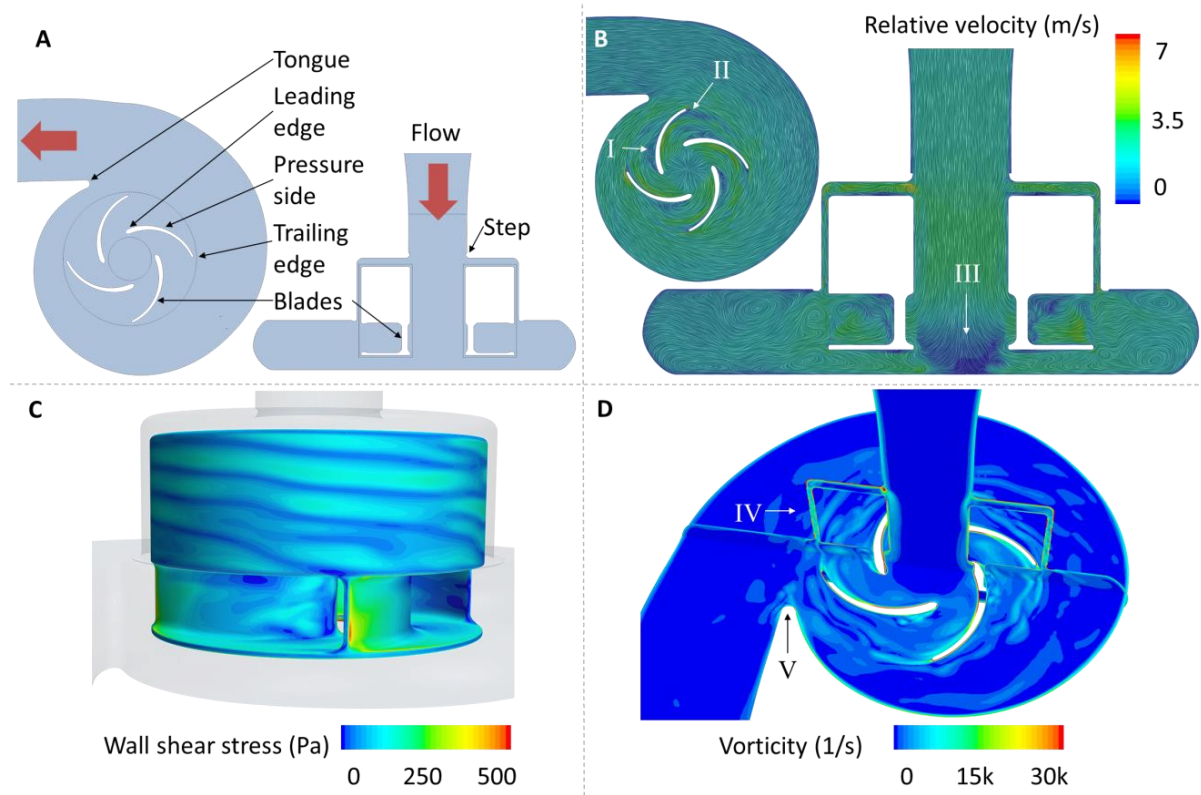 A
Tongue
Leading
edge
Pressure
side
Trailing
edge
Blades
Flow
Step
B
Relative velocity (m/s)
7
3.5
0
I
II
III
C
Wall shear stress (Pa)
0 250 500
D
IV
V
Vorticity (1/s)
0 15k 30k